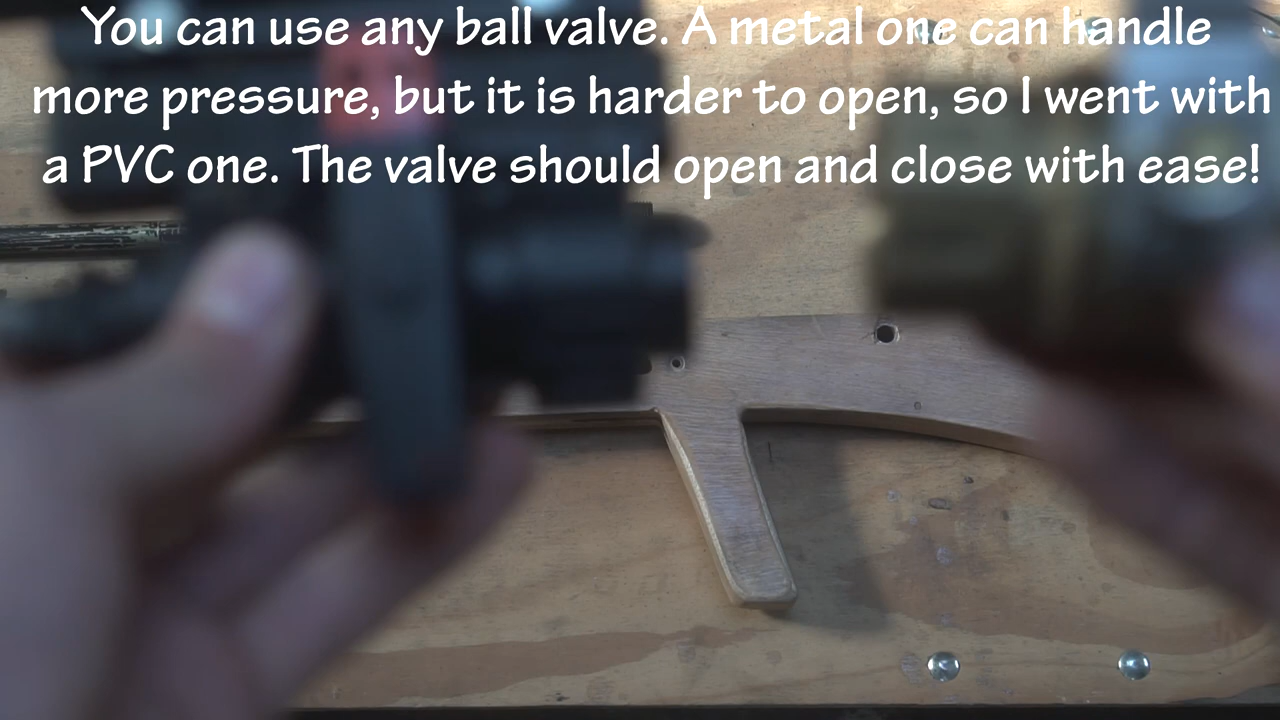 You can use any ball valve. A metal one can handle
more pressure, but it is harder to open, so I went with
a PVC one. The valve should open and close with ease!